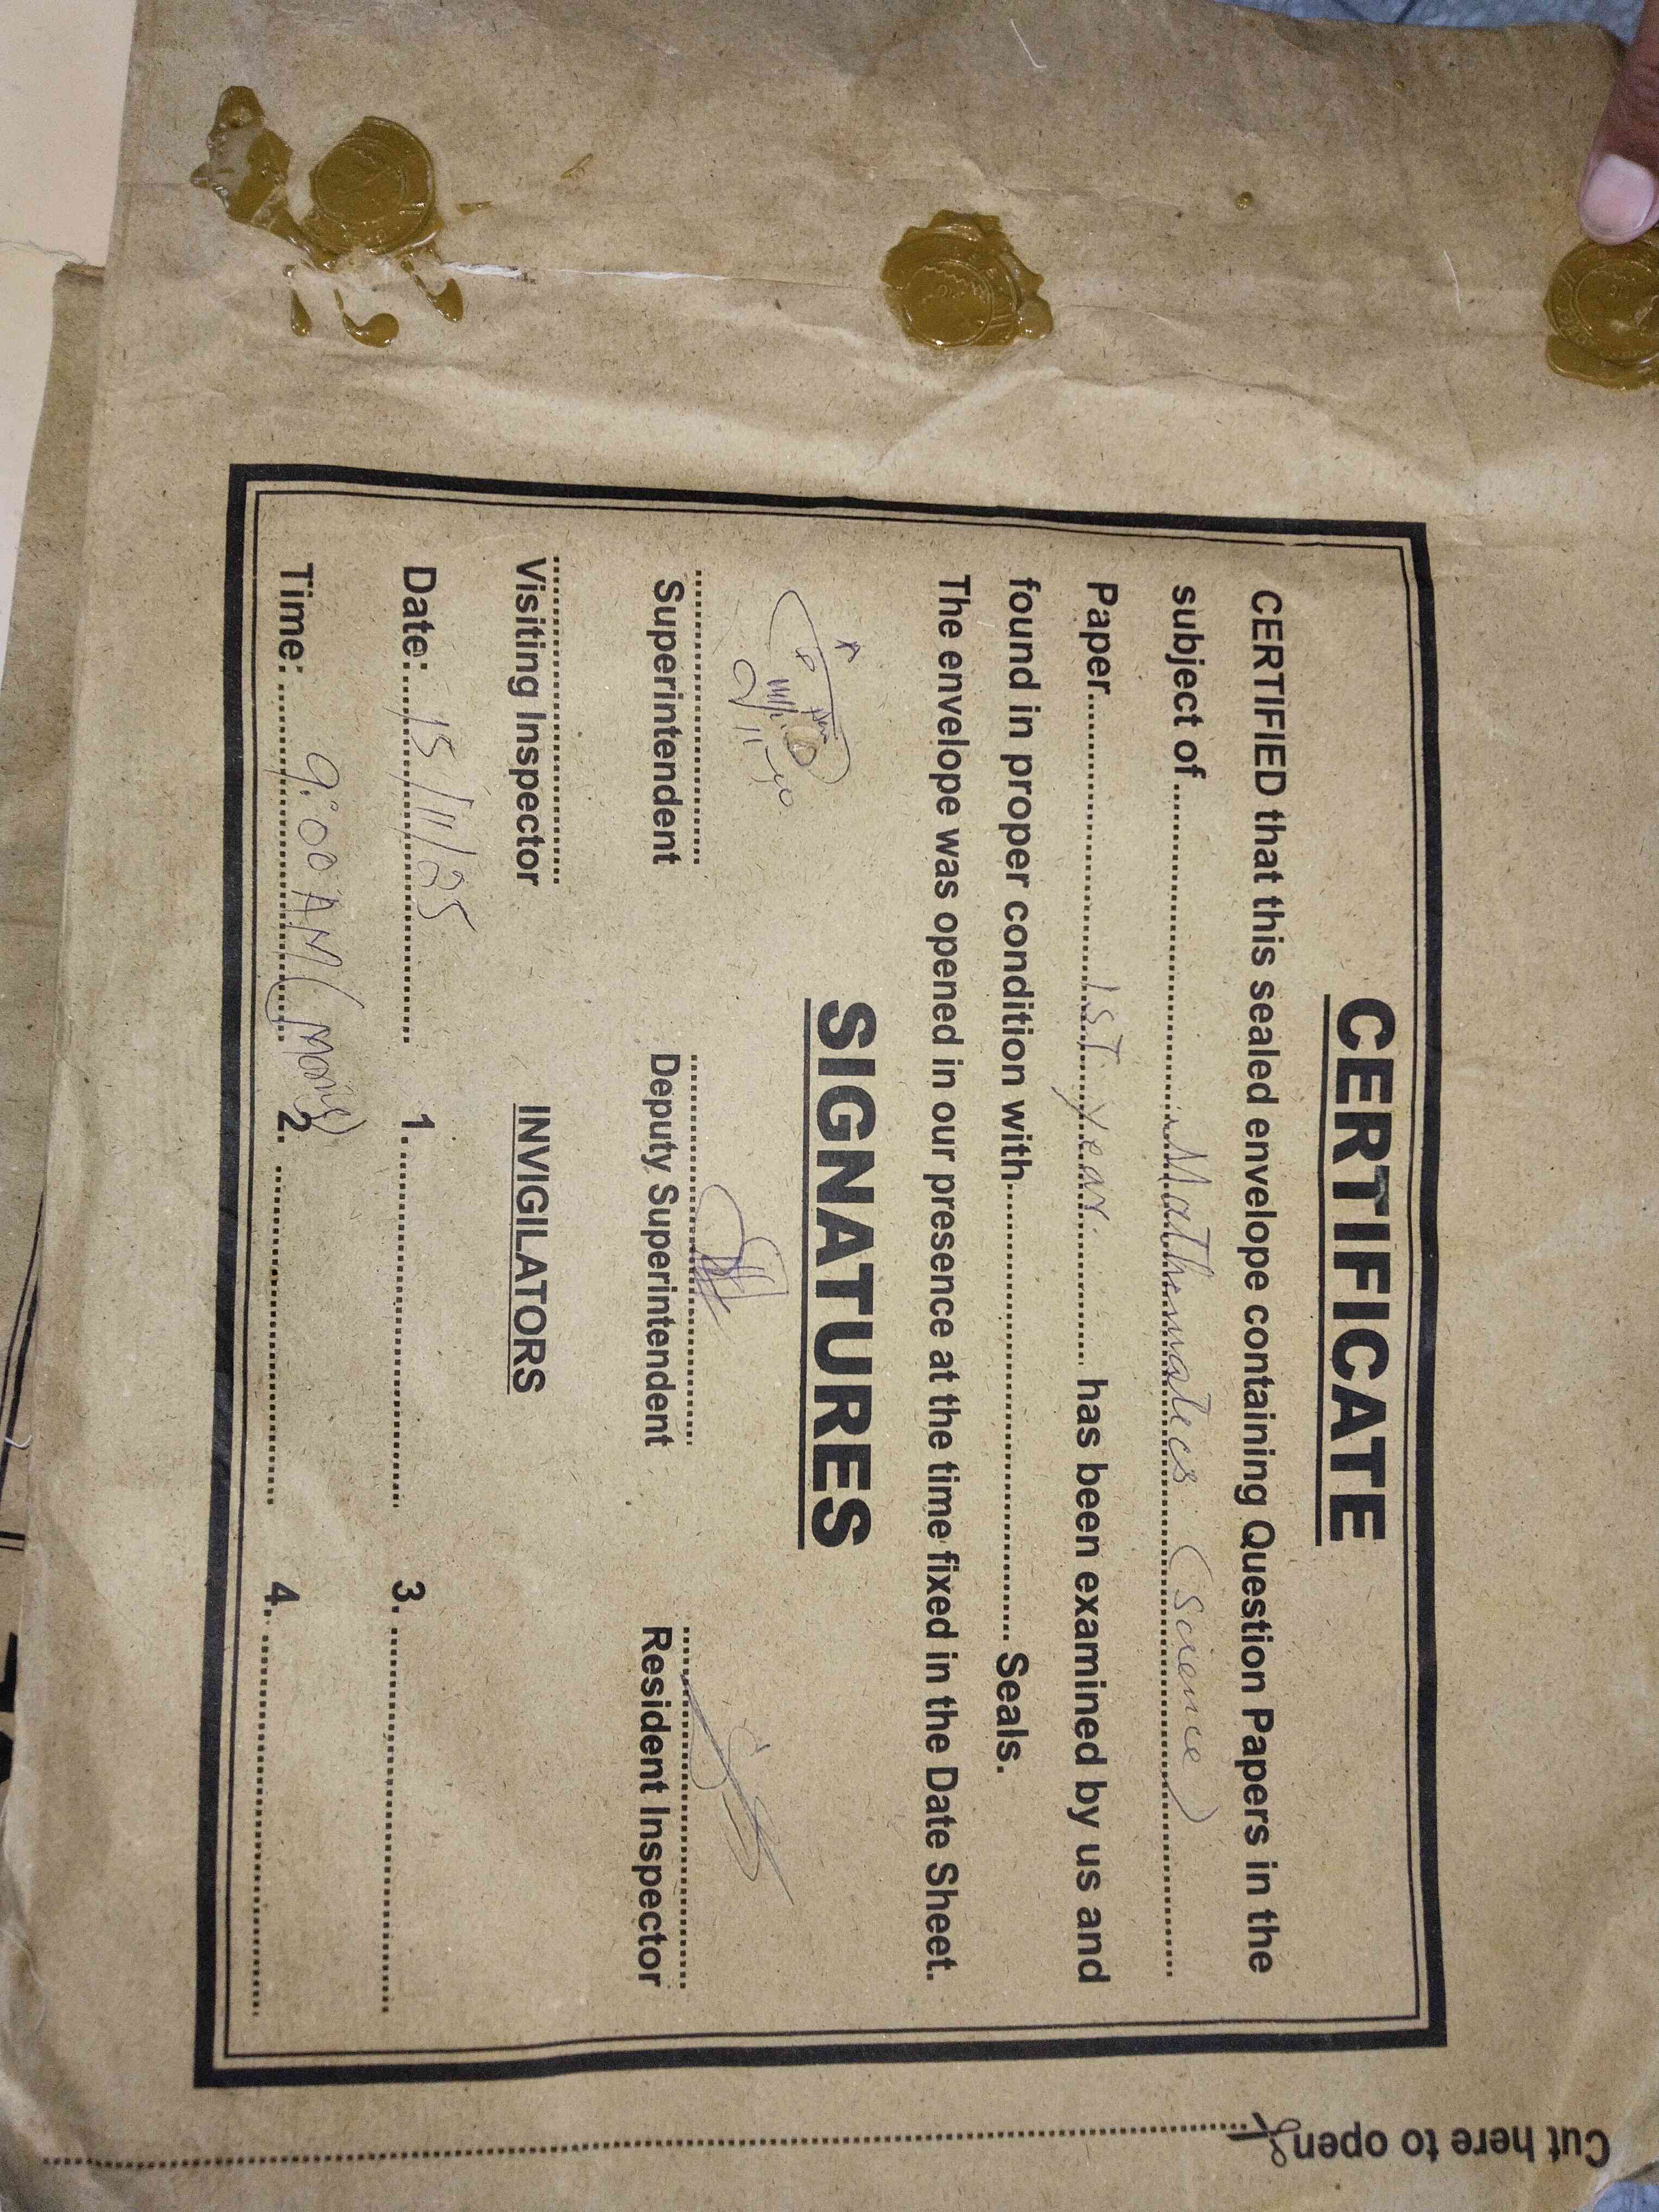 CERTIFICATE
CERTIFIED that this sealed envelope containing Question Papers in the
subject of........Mathematics (Science)........
Paper........1st year........ has been examined by us and
found in proper condition with................ Seals.
The envelope was opened in our presence at the time fixed in the Date Sheet.
SIGNATURES
Superintendent Deputy Superintendent Resident Inspector
Visiting Inspector INVIGILATORS
Date: 15/11/25 1. ................ 3. ................
Time: 9:00 AM ( 2. ................ 4. ................
Cut here to open